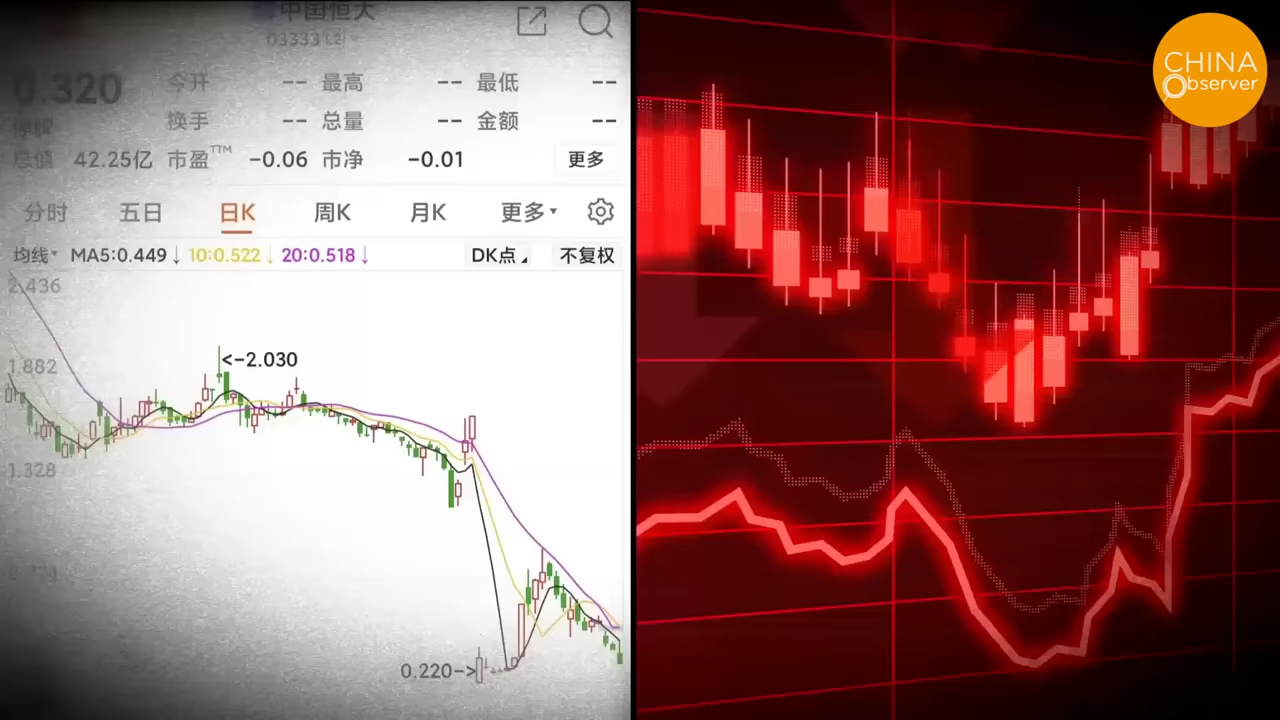 中国恒大
03333
0.320
今开 -- 最高 -- 最低 --
停牌 换手 -- 总量 -- 金额 --
总值 42.25亿 市盈TTM -0.06 市净 -0.01 更多
分时 五日 日K 周K 月K 更多
均线 MA5:0.449↓ 10:0.522↓ 20:0.518↓ DK点 不复权
2.436
<-2.030
1.882
1.328
0.220->
CHINA
Observer